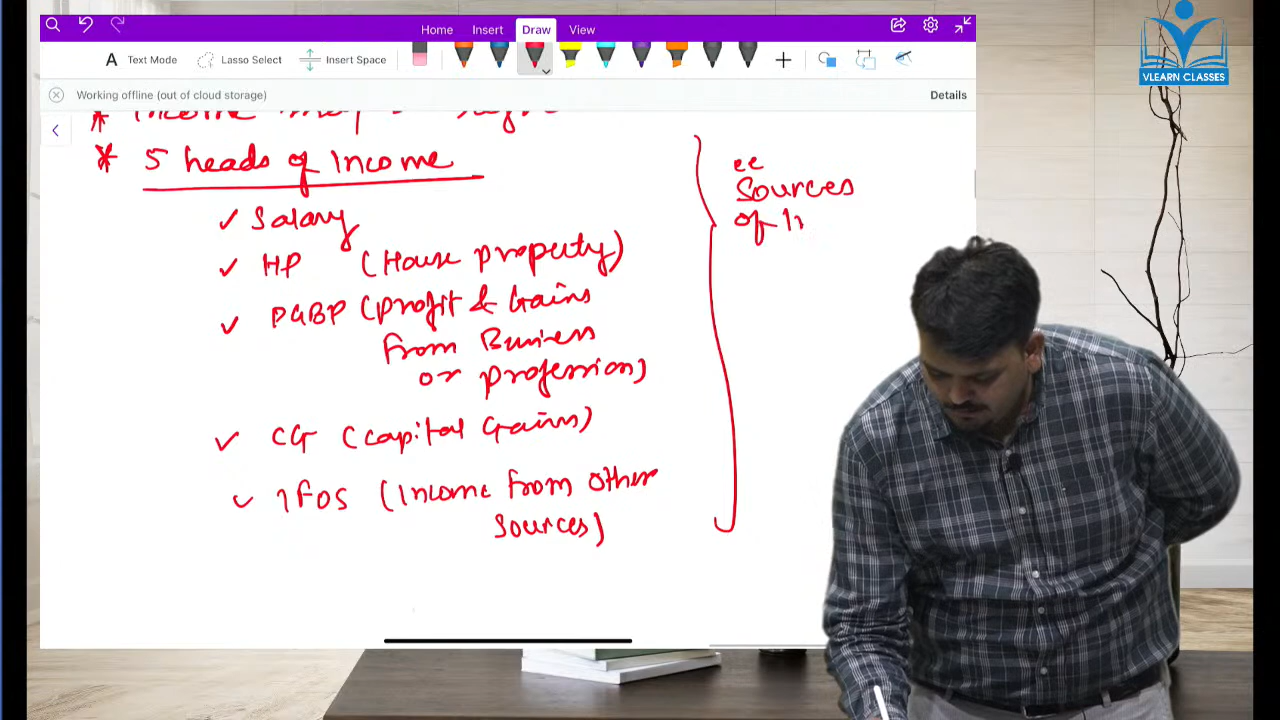 Home Insert Draw View
A Text Mode Lasso Select Insert Space
Working offline (out of cloud storage) Details
VLEARN CLASSES
* Income
* 5 heads of Income
✓ Salary
✓ HP (House property)
✓ PGBP (Profit & Gains
from Business
or profession)
✓ CG (Capital Gains)
✓ IFOS (Income from other
sources)
Sources
of In